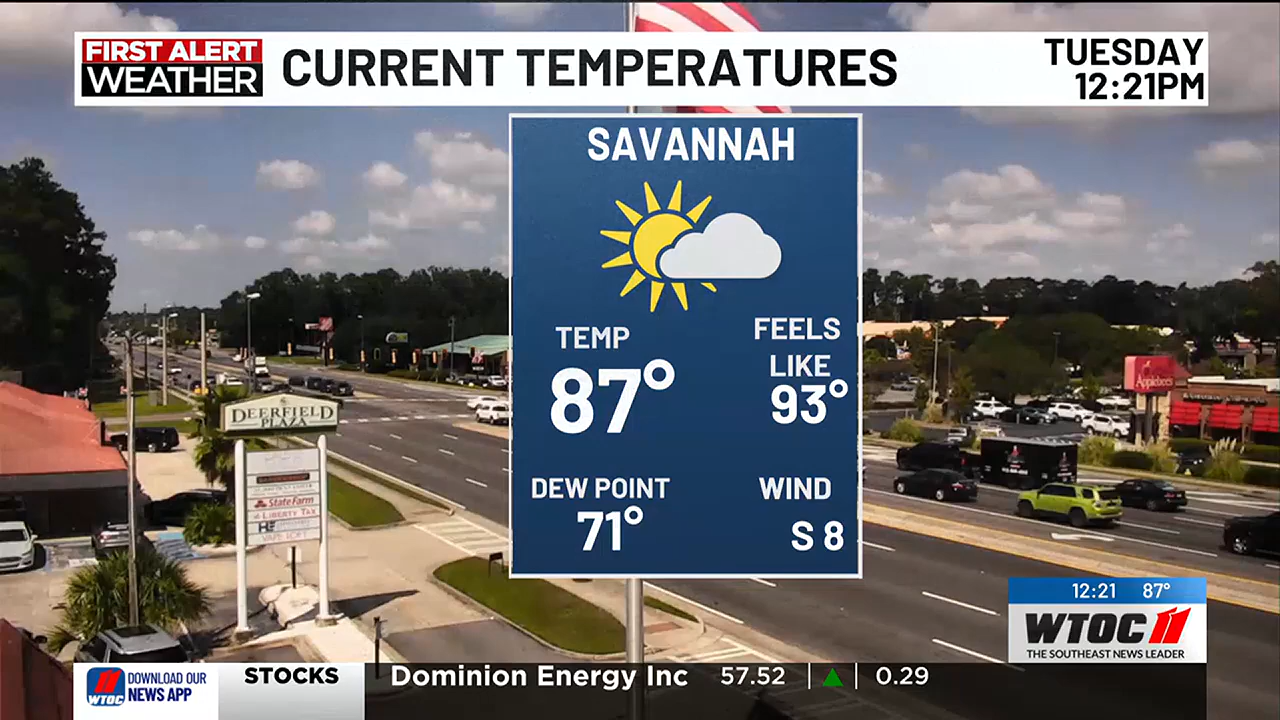 FIRST ALERT
WEATHER
CURRENT TEMPERATURES
TUESDAY
12:21PM
SAVANNAH
TEMP
87°
FEELS
LIKE
93°
DEW POINT
71°
WIND
S 8
DEERFIELD
PLAZA
State Farm
LIBERTY TAX
VAPE LOFT
Applebee's
12:21 87°
WTOC 11
THE SOUTHEAST NEWS LEADER
WTOC
DOWNLOAD OUR
NEWS APP
STOCKS
Dominion Energy Inc 57.52 | ▲ | 0.29